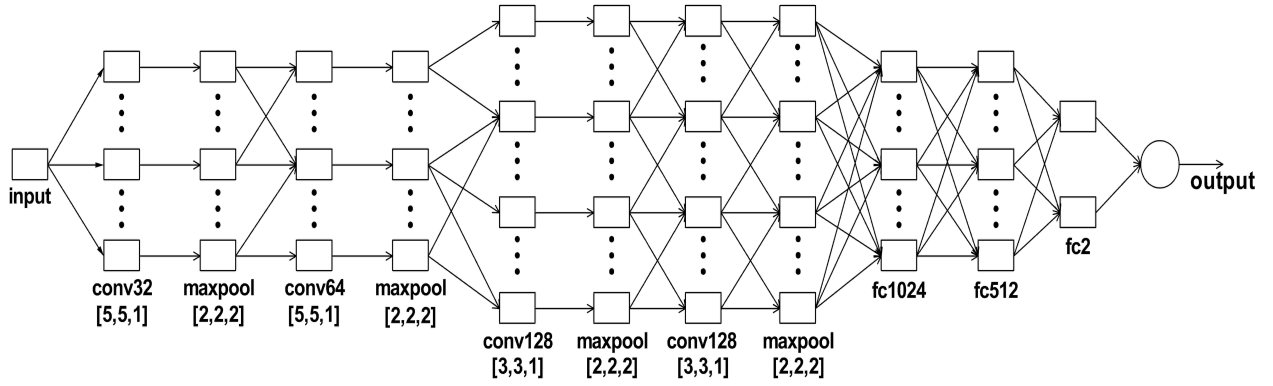 input
conv32
[5,5,1]
maxpool
[2,2,2]
conv64
[5,5,1]
maxpool
[2,2,2]
conv128
[3,3,1]
maxpool
[2,2,2]
conv128
[3,3,1]
maxpool
[2,2,2]
fc1024
fc512
fc2
output